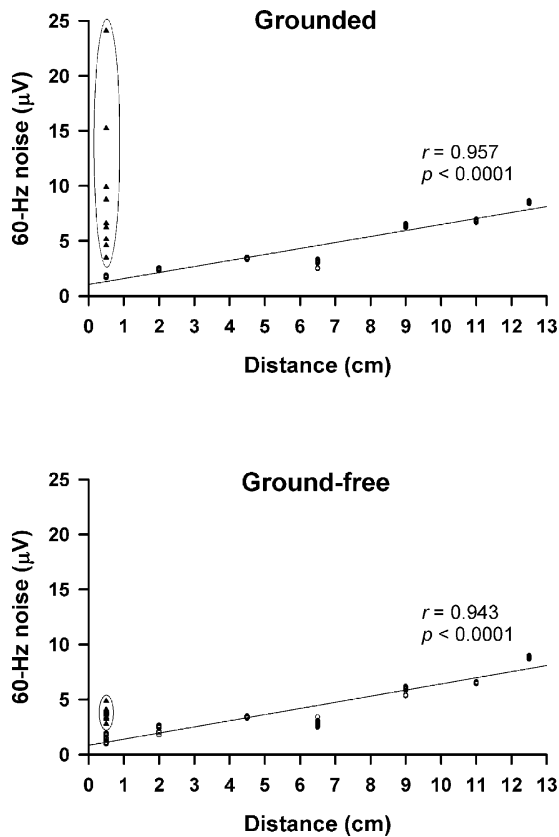 Grounded
25
20
15
10
5
0
60-Hz noise (µV)
r = 0.957
p < 0.0001
0 1 2 3 4 5 6 7 8 9 10 11 12 13
Distance (cm)
Ground-free
25
20
15
10
5
0
60-Hz noise (µV)
r = 0.943
p < 0.0001
0 1 2 3 4 5 6 7 8 9 10 11 12 13
Distance (cm)